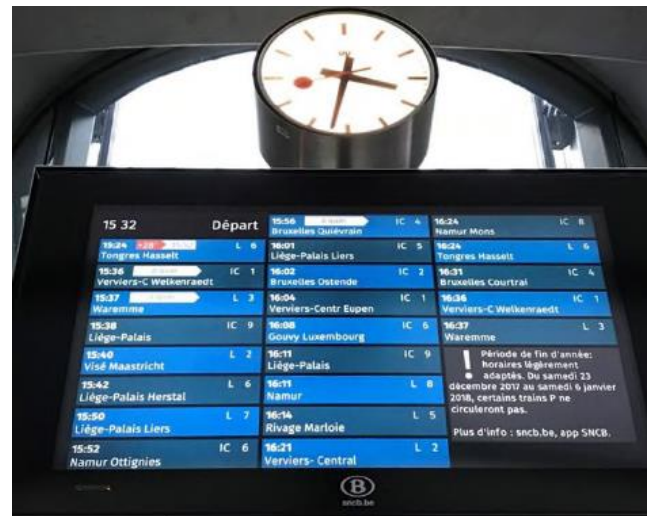 15 32 Départ
15:24 L 6
Tongres Hasselt
15:36 IC 1
Verviers-C Welkenraedt
15:37 L 3
Waremme
15:38 IC 9
Liège-Palais
15:40 L 2
Visé Maastricht
15:42 L 6
Liège-Palais Herstal
15:50 L 7
Liège-Palais Liers
15:52 IC 6
Namur Ottignies
15:56 IC 4
Bruxelles Quiévrain
16:01 IC 5
Liège-Palais Liers
16:02 IC 2
Bruxelles Ostende
16:04 IC 1
Verviers-Centr Eupen
16:08 IC 6
Gouvy Luxembourg
16:11 IC 9
Liège-Palais
16:11 L 8
Namur
16:14 L 5
Rivage Marloie
16:21 L 2
Verviers- Central
16:24 IC 8
Namur Mons
16:24 L 6
Tongres Hasselt
16:31 IC 4
Bruxelles Courtrai
16:36 IC 1
Verviers-C Welkenraedt
16:37 L 3
Waremme
! Période de fin d'année:
horaires légèrement
adaptés. Du samedi 23
décembre 2017 au samedi 6 janvier
2018, certains trains P ne
circuleront pas.
Plus d'info : sncb.be, app SNCB.
B
sncb.be